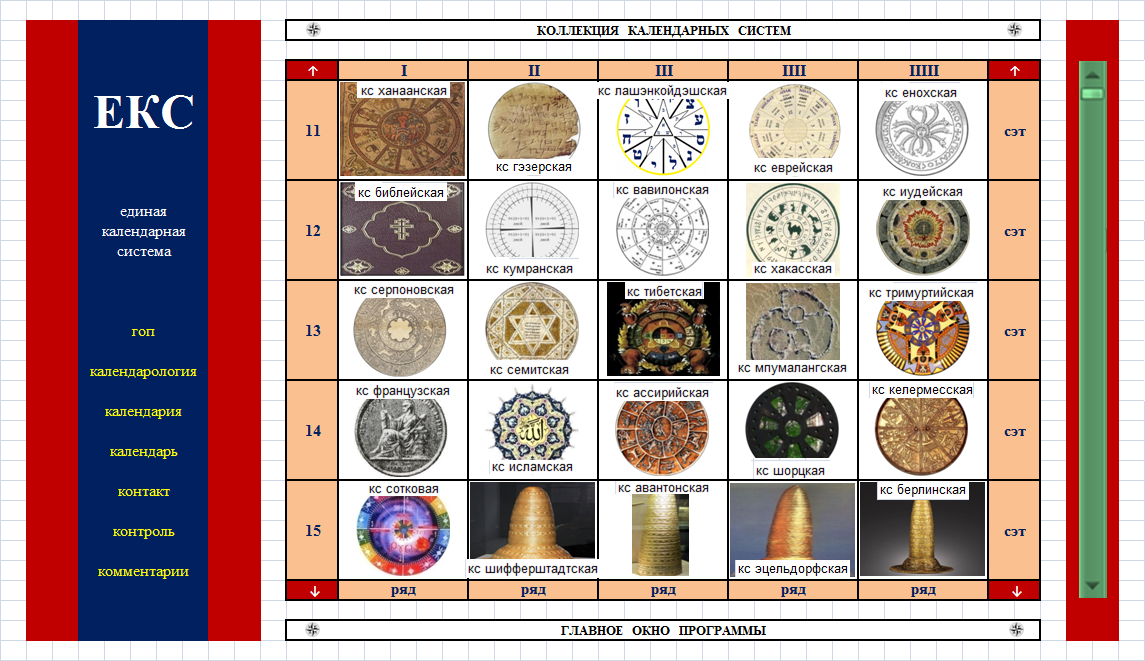 КОЛЛЕКЦИЯ КАЛЕНДАРНЫХ СИСТЕМ
ЕКС
единая
календарная
система
гоп
календарология
календария
календарь
контакт
контроль
комментарии
↑ I II III IIII IIIII ↑
11 кс ханаанская кс гэзерская кс лашэнкойдэшская кс еврейская кс енохская сэт
12 кс библейская кс кумранская кс вавилонская кс хакасская кс иудейская сэт
13 кс серпоновская кс семитская кс тибетская кс мпумалангская кс тримуртийская сэт
14 кс французская кс исламская кс ассирийская кс шорцкая кс келермесская сэт
15 кс сотковая кс шифферштадтская кс авантонская кс эцельдорфская кс берлинская сэт
↓ ряд ряд ряд ряд ряд ↓
ГЛАВНОЕ ОКНО ПРОГРАММЫ